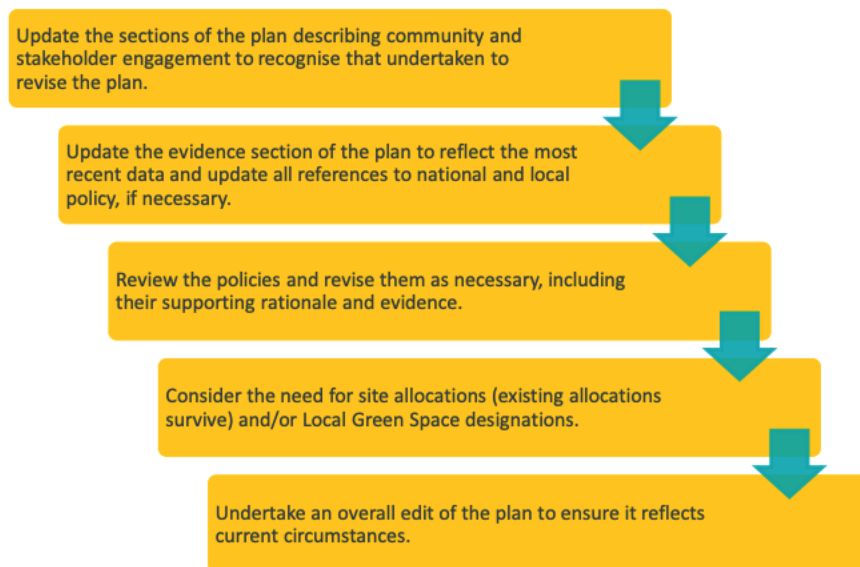 Update the sections of the plan describing community and
stakeholder engagement to recognise that undertaken to
revise the plan.
Update the evidence section of the plan to reflect the most
recent data and update all references to national and local
policy, if necessary.
Review the policies and revise them as necessary, including
their supporting rationale and evidence.
Consider the need for site allocations (existing allocations
survive) and/or Local Green Space designations.
Undertake an overall edit of the plan to ensure it reflects
current circumstances.